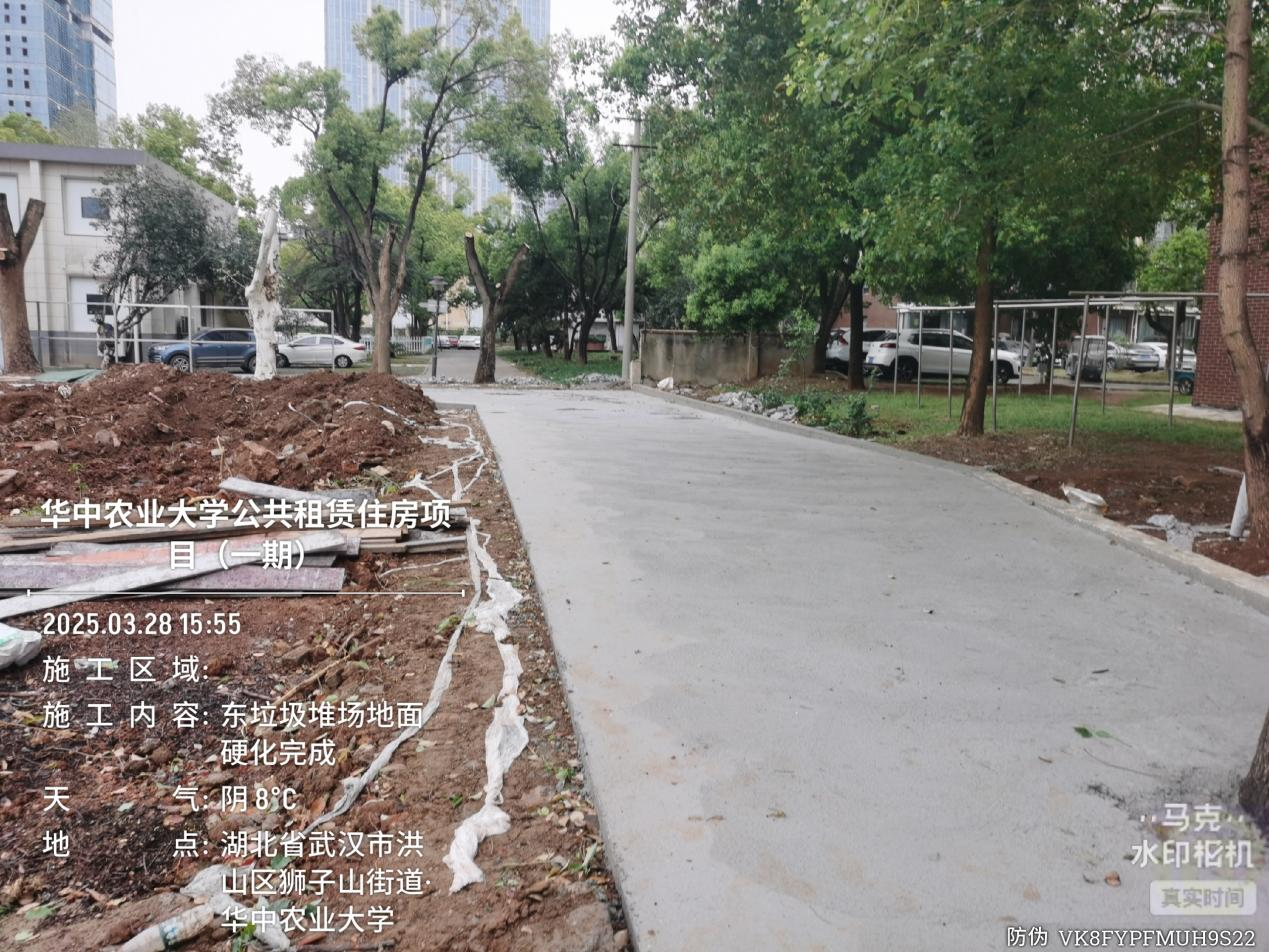 华中农业大学公共租赁住房项
目（一期）
2025.03.28 15:55
施工区域:
施工内容: 东垃圾堆场地面
硬化完成
天气: 阴 8℃
地点: 湖北省武汉市洪
山区狮子山街道·
华中农业大学
马克
水印相机
真实时间
防伪 VK8FYPFMUH9S22